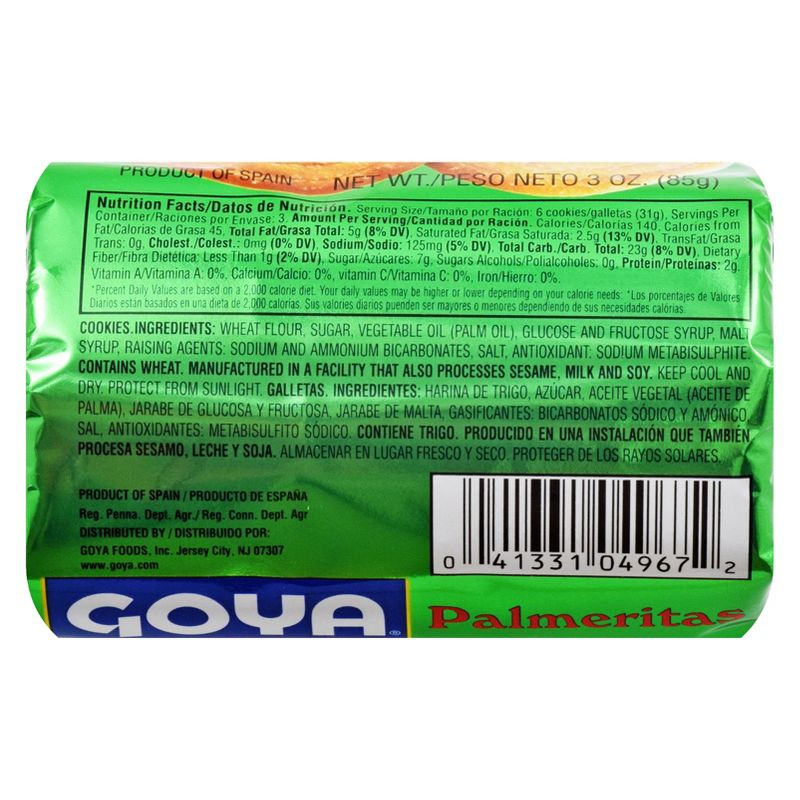 PRODUCT OF SPAIN NET WT./PESO NETO 3 OZ. (85g)
Nutrition Facts/Datos de Nutrición. Serving Size/Tamaño por Ración: 6 cookies/galletas (31g), Servings Per
Container/Raciones por Envase: 3. Amount Per Serving/Cantidad por Ración. Calories/Calorías 140, Calories from
Fat/Calorias de Grasa 45, Total Fat/Grasa Total: 5g (8% DV), Saturated Fat/Grasa Saturada: 2.5g (13% DV), TransFat/Grasa
Trans: 0g, Cholest./Colest.: 0mg (0% DV), Sodium/Sodio: 125mg (5% DV), Total Carb./Carb. Total: 23g (8% DV), Dietary
Fiber/Fibra Dietética: Less Than 1g (2% DV), Sugar/Azúcares: 7g, Sugars Alcohols/Polialcoholes: 0g, Protein/Proteinas: 2g.
Vitamin A/Vitamina A: 0%, Calcium/Calcio: 0%, vitamin C/Vitamina C: 0%, Iron/Hierro: 0%.
*Percent Daily Values are based on a 2,000 calorie diet. Your daily values may be higher or lower depending on your calorie needs: *Los porcentajes de Valores
Diarios están basados en una dieta de 2,000 calorías. Sus valores diarios pueden ser mayores o menores dependiendo de sus necesidades calóricas.
COOKIES.INGREDIENTS: WHEAT FLOUR, SUGAR, VEGETABLE OIL (PALM OIL), GLUCOSE AND FRUCTOSE SYRUP, MALT
SYRUP, RAISING AGENTS: SODIUM AND AMMONIUM BICARBONATES, SALT, ANTIOXIDANT: SODIUM METABISULPHITE.
CONTAINS WHEAT. MANUFACTURED IN A FACILITY THAT ALSO PROCESSES SESAME, MILK AND SOY. KEEP COOL AND
DRY. PROTECT FROM SUNLIGHT. GALLETAS. INGREDIENTES: HARINA DE TRIGO, AZÚCAR, ACEITE VEGETAL (ACEITE DE
PALMA), JARABE DE GLUCOSA Y FRUCTOSA, JARABE DE MALTA, GASIFICANTES: BICARBONATOS SÓDICO Y AMÓNICO,
SAL, ANTIOXIDANTES: METABISULFITO SÓDICO. CONTIENE TRIGO. PRODUCIDO EN UNA INSTALACIÓN QUE TAMBIÉN
PROCESA SESAMO, LECHE Y SOJA. ALMACENAR EN LUGAR FRESCO Y SECO. PROTEGER DE LOS RAYOS SOLARES.
PRODUCT OF SPAIN / PRODUCTO DE ESPAÑA
Reg. Penna. Dept. Agr./ Reg. Conn. Dept. Agr
DISTRIBUTED BY / DISTRIBUIDO POR:
GOYA FOODS, Inc. Jersey City, NJ 07307
www.goya.com
0 41331 04967 2
GOYA® Palmeritas